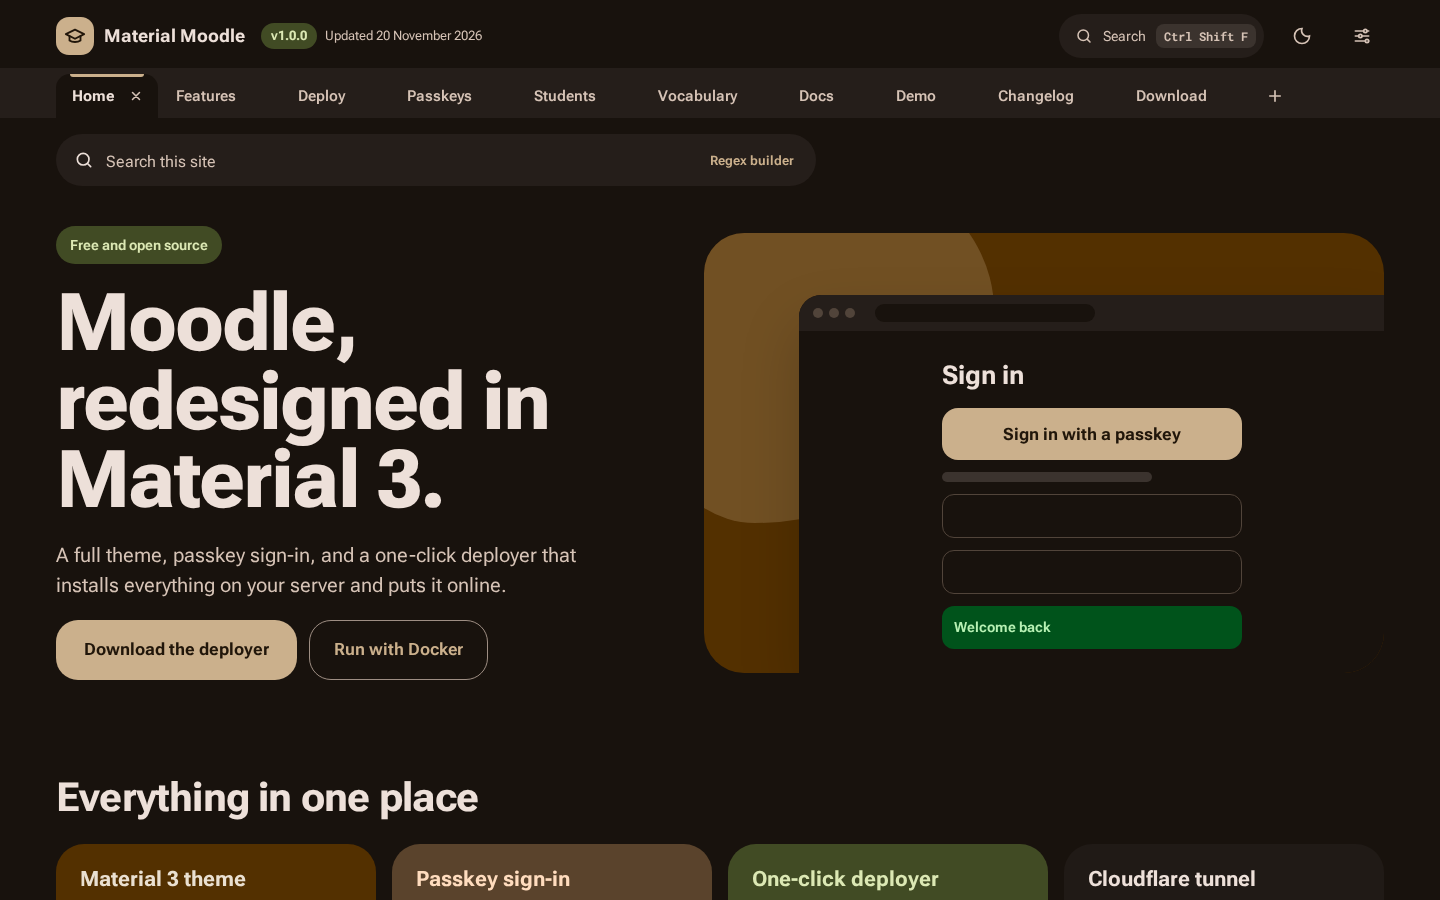 Material Moodle
v1.0.0
Updated 20 November 2026
Search
Ctrl Shift F
Home
Features
Deploy
Passkeys
Students
Vocabulary
Docs
Demo
Changelog
Download
Search this site
Regex builder
Free and open source
Moodle,
redesigned in
Material 3.
A full theme, passkey sign-in, and a one-click deployer that
installs everything on your server and puts it online.
Download the deployer
Run with Docker
Sign in
Sign in with a passkey
Welcome back
Everything in one place
Material 3 theme
Passkey sign-in
One-click deployer
Cloudflare tunnel